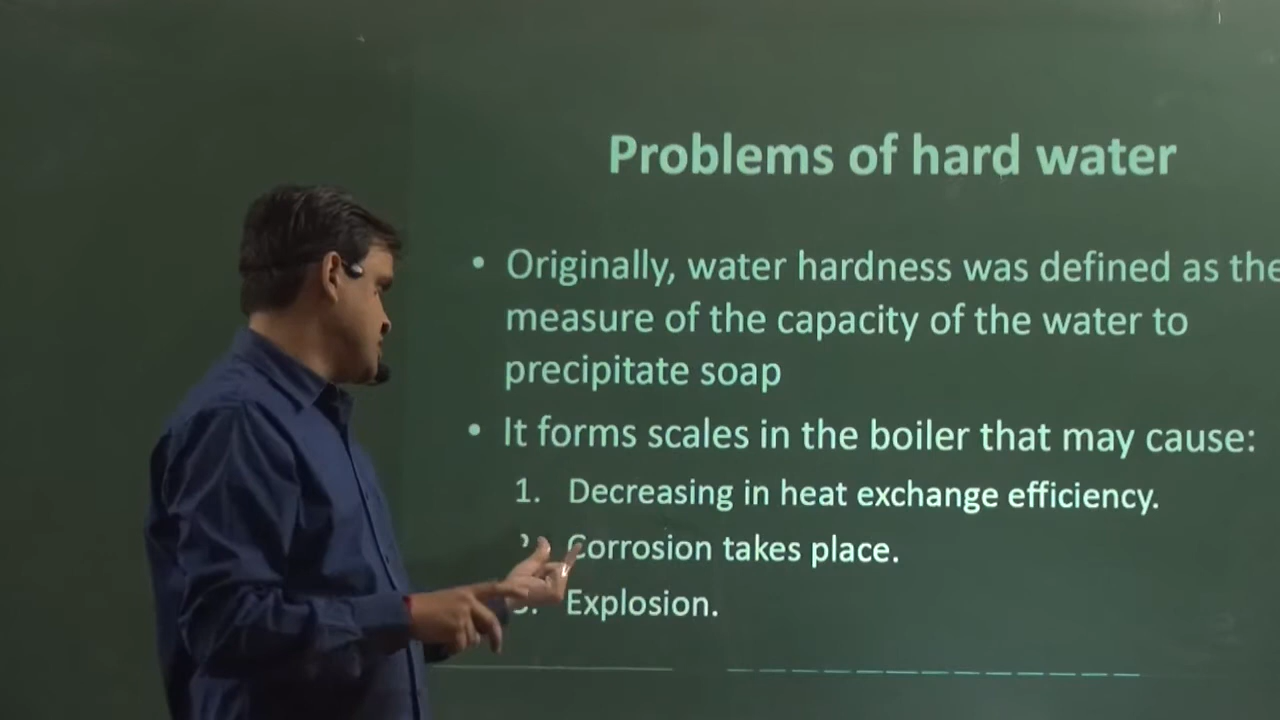 Problems of hard water
• Originally, water hardness was defined as the
measure of the capacity of the water to
precipitate soap
• It forms scales in the boiler that may cause:
1. Decreasing in heat exchange efficiency.
Corrosion takes place.
3. Explosion.